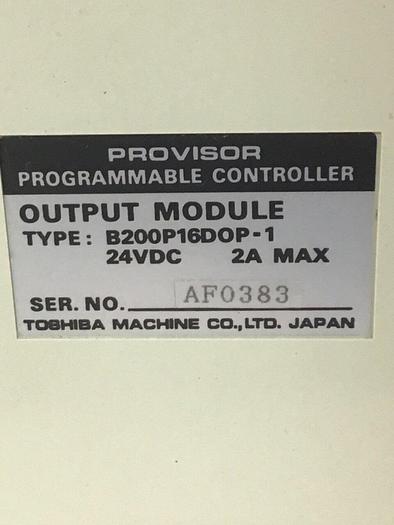 PROVISOR
PROGRAMMABLE CONTROLLER
OUTPUT MODULE
TYPE: B200P16DOP-1
24VDC 2A MAX
SER. NO. AF0383
TOSHIBA MACHINE CO.,LTD. JAPAN